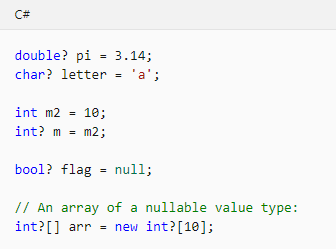 C#
double? pi = 3.14;
char? letter = 'a';
int m2 = 10;
int? m = m2;
bool? flag = null;
// An array of a nullable value type:
int?[] arr = new int?[10];